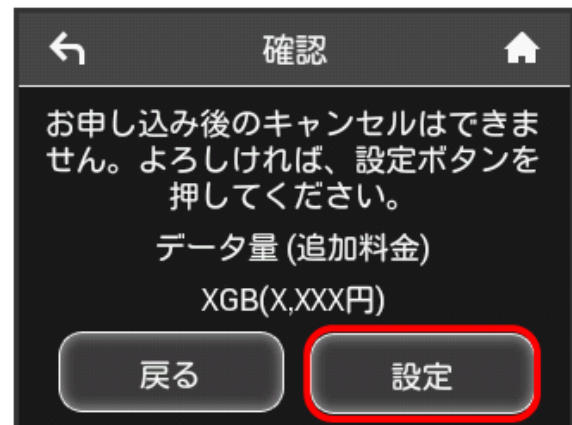 確認
お申し込み後のキャンセルはできま
せん。よろしければ、設定ボタンを
押してください。
データ量 (追加料金)
XGB(X,XXX円)
戻る
設定